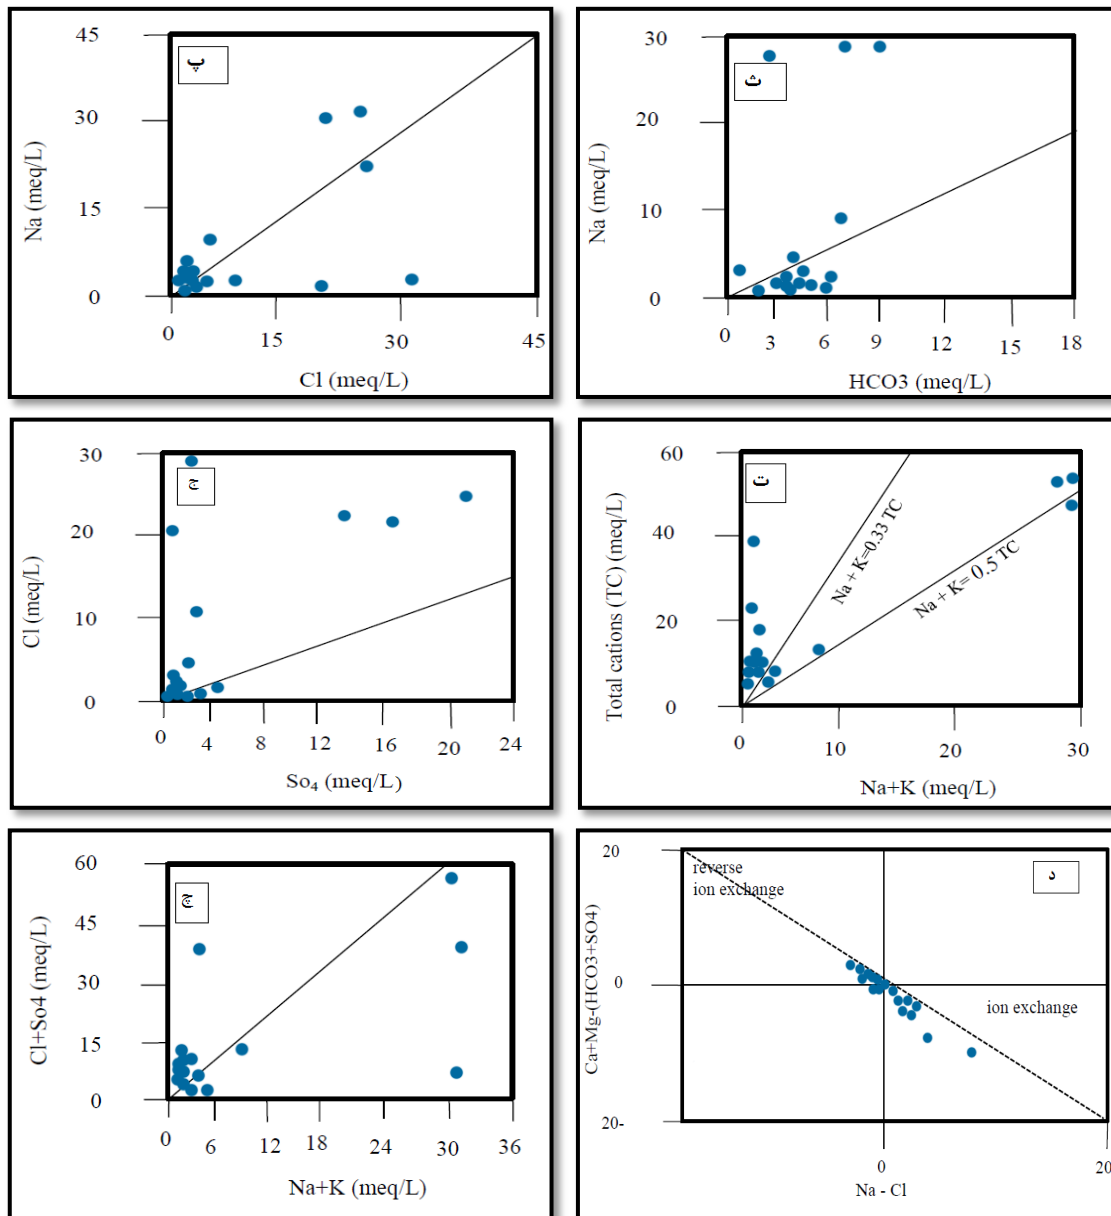 45
30
15
0
Na (meq/L)
پ
0 15 30 45
Cl (meq/L)
30
20
10
0
Na (meq/L)
ث
0 3 6 9 12 15 18
HCO3 (meq/L)
30
20
10
0
Cl (meq/L)
ج
0 4 8 12 16 20 24
So₄ (meq/L)
60
40
20
0
Total cations (TC) (meq/L)
ت
Na + K=0.33 TC
Na + K= 0.5 TC
0 10 20 30
Na+K (meq/L)
60
45
30
15
0
Cl+So4 (meq/L)
چ
0 6 12 18 24 30 36
Na+K (meq/L)
20
0
20-
Ca+Mg-(HCO3+SO4)
reverse
ion exchange
د
ion exchange
0 20
Na - Cl